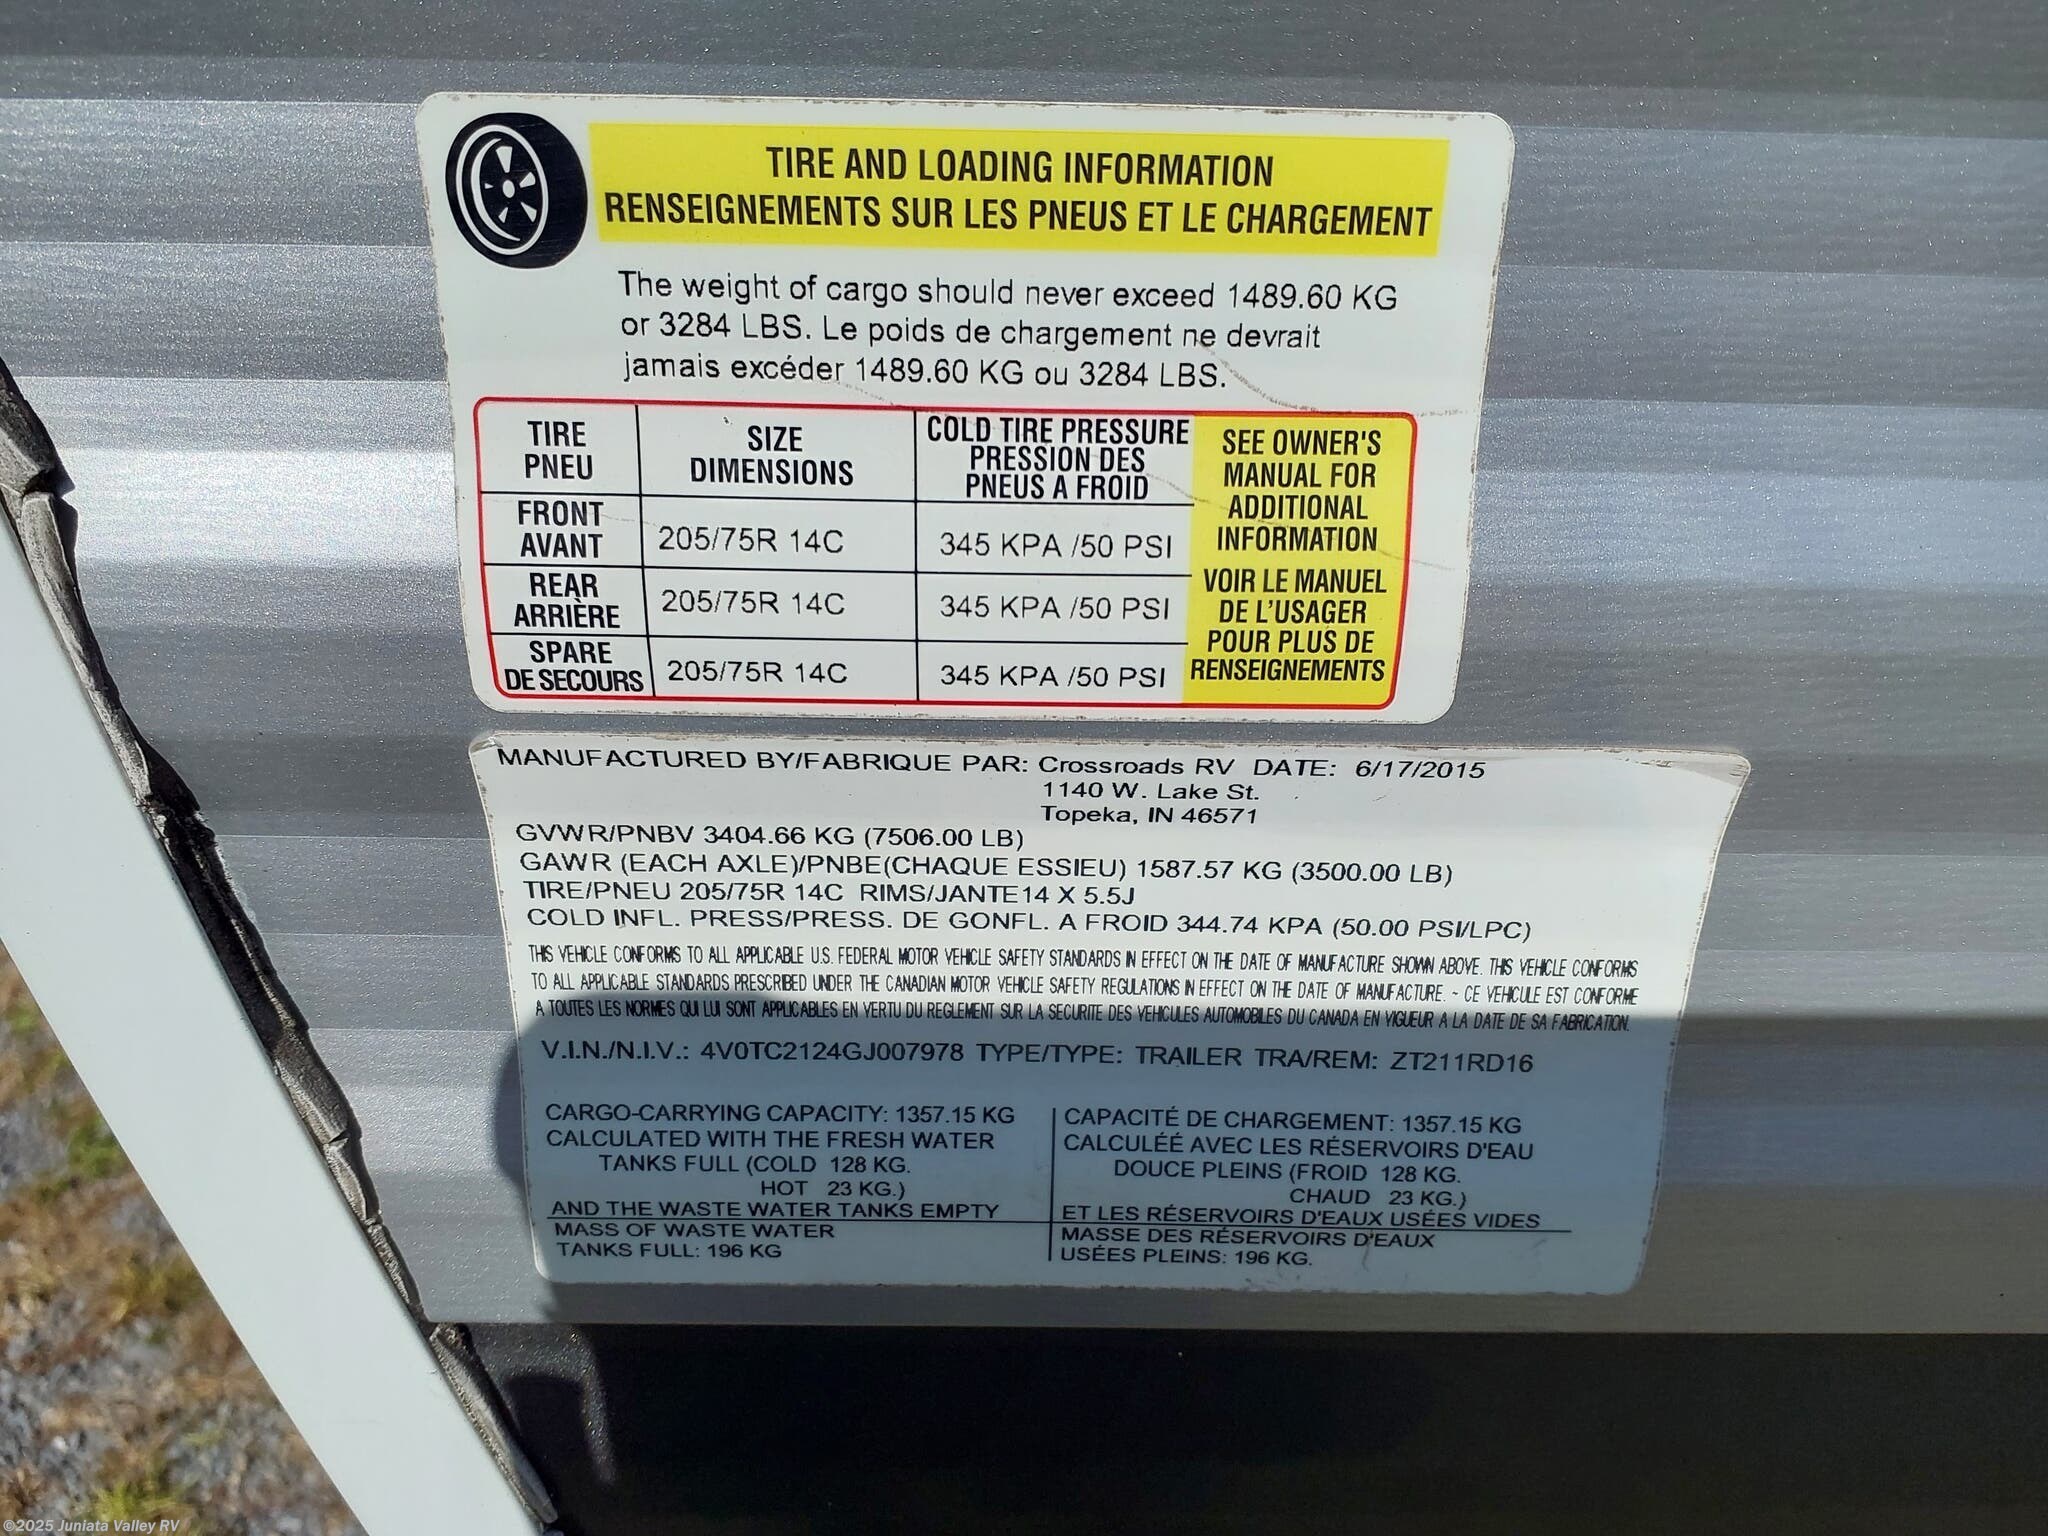 TIRE AND LOADING INFORMATION
RENSEIGNEMENTS SUR LES PNEUS ET LE CHARGEMENT
The weight of cargo should never exceed 1489.60 KG
or 3284 LBS. Le poids de chargement ne devrait
jamais excéder 1489.60 KG ou 3284 LBS.
TIRE
PNEU
SIZE
DIMENSIONS
COLD TIRE PRESSURE
PRESSION DES
PNEUS A FROID
FRONT
AVANT
205/75R 14C
345 KPA /50 PSI
REAR
ARRIÈRE
205/75R 14C
345 KPA /50 PSI
SPARE
DE SECOURS
205/75R 14C
345 KPA /50 PSI
SEE OWNER'S
MANUAL FOR
ADDITIONAL
INFORMATION
VOIR LE MANUEL
DE L'USAGER
POUR PLUS DE
RENSEIGNEMENTS
MANUFACTURED BY/FABRIQUE PAR: Crossroads RV DATE: 6/17/2015
1140 W. Lake St.
Topeka, IN 46571
GVWR/PNBV 3404.66 KG (7506.00 LB)
GAWR (EACH AXLE)/PNBE(CHAQUE ESSIEU) 1587.57 KG (3500.00 LB)
TIRE/PNEU 205/75R 14C RIMS/JANTE14 X 5.5J
COLD INFL. PRESS/PRESS. DE GONFL. A FROID 344.74 KPA (50.00 PSI/LPC)
THIS VEHICLE CONFORMS TO ALL APPLICABLE U.S. FEDERAL MOTOR VEHICLE SAFETY STANDARDS IN EFFECT ON THE DATE OF MANUFACTURE SHOWN ABOVE. THIS VEHICLE CONFORMS
TO ALL APPLICABLE STANDARDS PRESCRIBED UNDER THE CANADIAN MOTOR VEHICLE SAFETY REGULATIONS IN EFFECT ON THE DATE OF MANUFACTURE. ~ CE VEHICULE EST CONFORME
A TOUTES LES NORMES QUI LUI SONT APPLICABLES EN VERTU DU REGLEMENT SUR LA SECURITE DES VEHICULES AUTOMOBILES DU CANADA EN VIGUEUR A LA DATE DE SA FABRICATION.
V.I.N./N.I.V.: 4V0TC2124GJ007978 TYPE/TYPE: TRAILER TRA/REM: ZT211RD16
CARGO-CARRYING CAPACITY: 1357.15 KG
CALCULATED WITH THE FRESH WATER
TANKS FULL (COLD 128 KG.
HOT 23 KG.)
AND THE WASTE WATER TANKS EMPTY
MASS OF WASTE WATER
TANKS FULL: 196 KG
CAPACITÉ DE CHARGEMENT: 1357.15 KG
CALCULÉÉ AVEC LES RÉSERVOIRS D'EAU
DOUCE PLEINS (FROID 128 KG.
CHAUD 23 KG.)
ET LES RÉSERVOIRS D'EAUX USÉES VIDES
MASSE DES RÉSERVOIRS D'EAUX
USÉES PLEINS: 196 KG.
©2025 Juniata Valley RV